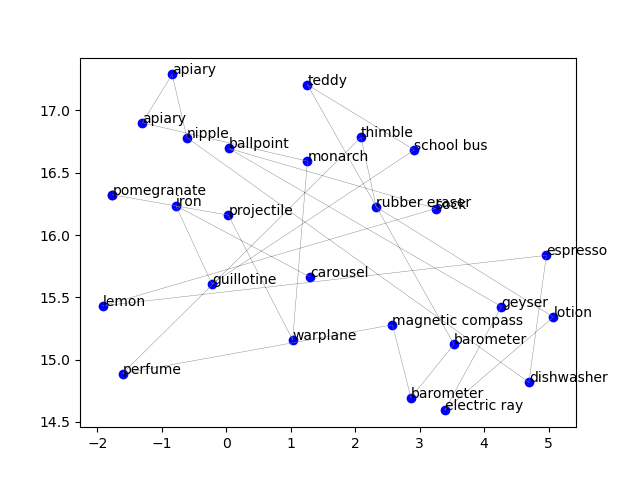 apiary
teddy
17.0
apiary
nipple
ballpoint
thimble
school bus
monarch
16.5
pomegranate
iron
projectile
rubber eraser
sock
16.0
espresso
guillotine
carousel
15.5
lemon
geyser
lotion
magnetic compass
warplane
barometer
15.0
perfume
dishwasher
barometer
electric ray
14.5
−2 −1 0 1 2 3 4 5